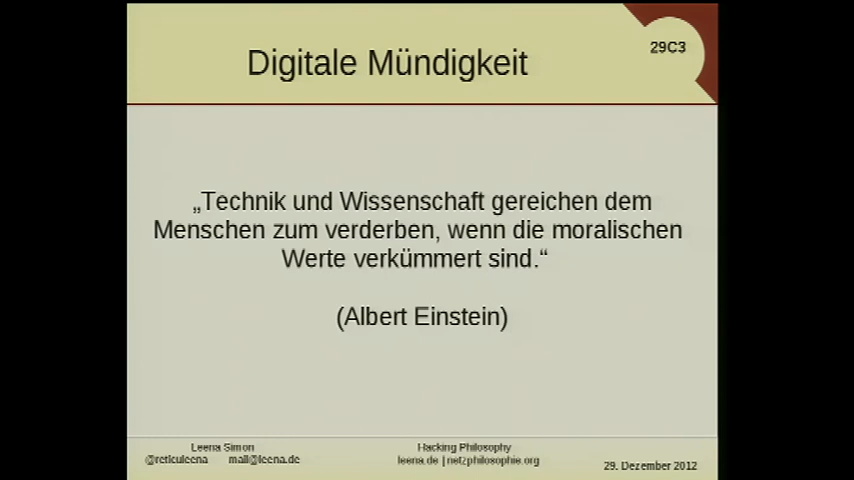 Digitale Mündigkeit
29C3
„Technik und Wissenschaft gereichen dem
Menschen zum verderben, wenn die moralischen
Werte verkümmert sind.“
(Albert Einstein)
Leena Simon
@reticuleena mail@leena.de
Hacking Philosophy
leena.de | netzphilosophie.org
29. Dezember 2012